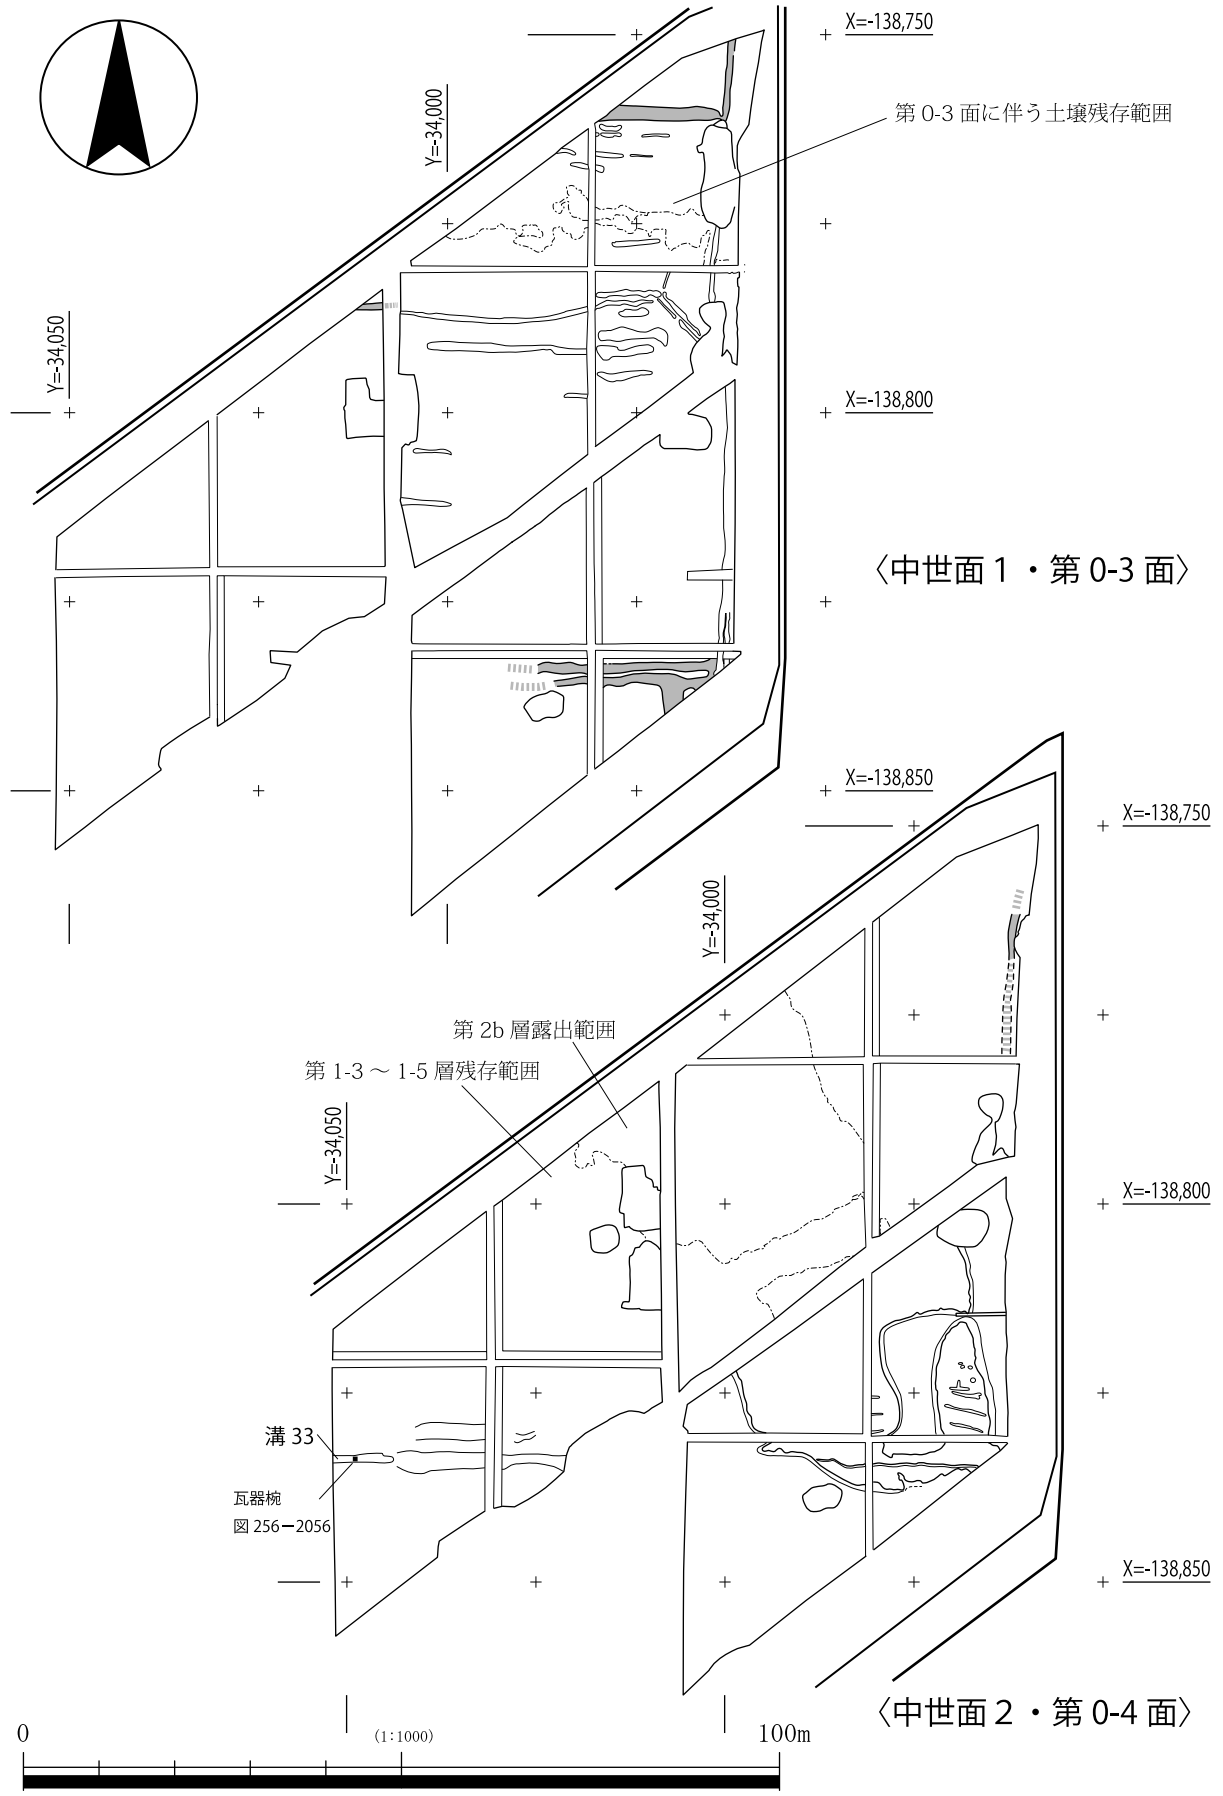 X=-138,750
第 0-3 面に伴う土壌残存範囲
Y=-34,000
Y=-34,050
X=-138,800
〈中世面 1 ・第 0-3 面〉
X=-138,850
X=-138,750
Y=-34,000
第 2b 層露出範囲
第 1-3 ～ 1-5 層残存範囲
Y=-34,050
X=-138,800
溝 33
瓦器椀
図 256－2056
X=-138,850
〈中世面 2 ・第 0-4 面〉
0
(1:1000)
100m